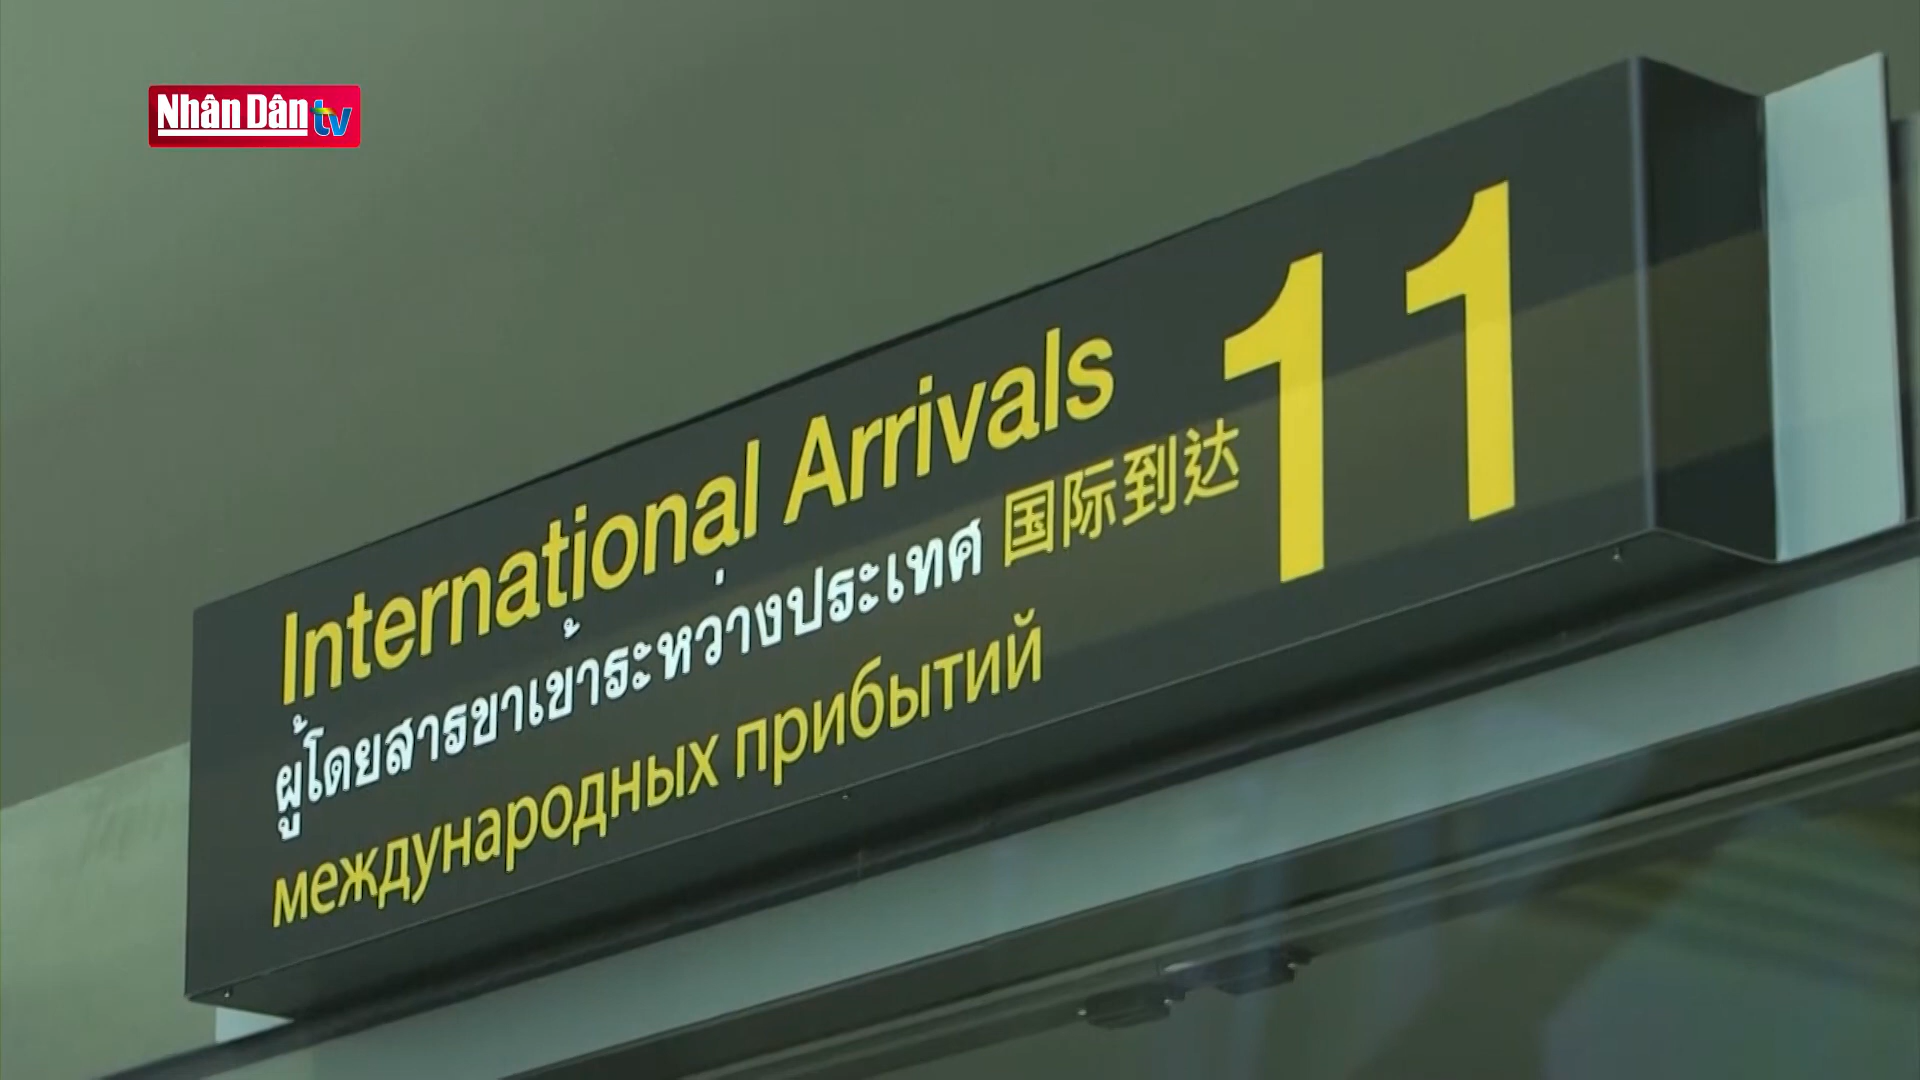 Nhân Dân tv
International Arrivals 11
ผู้โดยสารขาเข้าระหว่างประเทศ 国际到达
международных прибытий